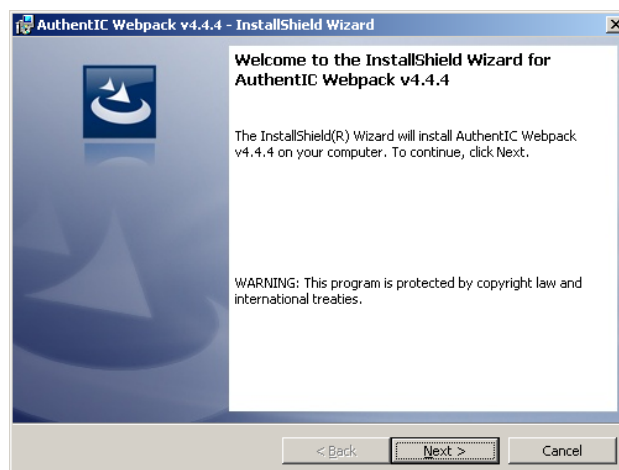 AuthentIC Webpack v4.4.4 - InstallShield Wizard
Welcome to the InstallShield Wizard for
AuthentIC Webpack v4.4.4
The InstallShield(R) Wizard will install AuthentIC Webpack
v4.4.4 on your computer. To continue, click Next.
WARNING: This program is protected by copyright law and
international treaties.
< Back
Next >
Cancel